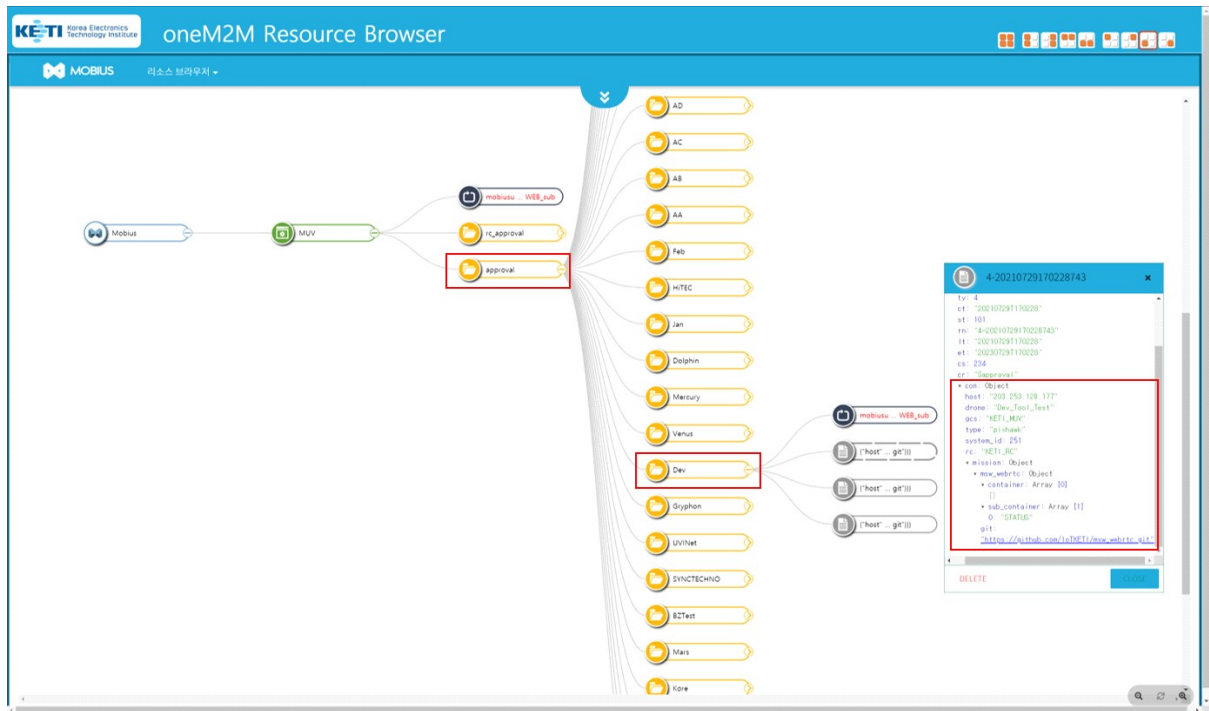 KETI Korea Electronics Technology Institute
oneM2M Resource Browser
MOBIUS
리소스 브라우저
Mobius
MUV
mobiusu ... WEB_sub
rc_approval
approval
AD
AC
AB
AA
Feb
HiTEC
Jan
Dolphin
Mercury
Venus
Dev
Gryphon
UVINet
SYNCTECHNO
BZTest
Mars
Kore
mobiusu ... WEB_sub
{"host" ... git"}}}
{"host" ... git"}}}
{"host" ... git"}}}
4-20210729170228743
×
ty: 4
ct: "20210729T170228"
st: 101
rn: "4-20210729170228743"
lt: "20210729T170228"
et: "20230729T170228"
cs: 234
cr: "Sapproval"
con: Object
host: "203.253.128.177"
drone: "Dev_Tool_Test"
gcs: "KETI_MUV"
type: "pixhawk"
system_id: 251
rc: "KETI_RC"
mission: Object
msw_webrtc: Object
container: Array [0]
[]
sub_container: Array [1]
0: "STATUS"
git:
"https://github.com/IoTKETI/msw_webrtc.git"
DELETE
CLOSE